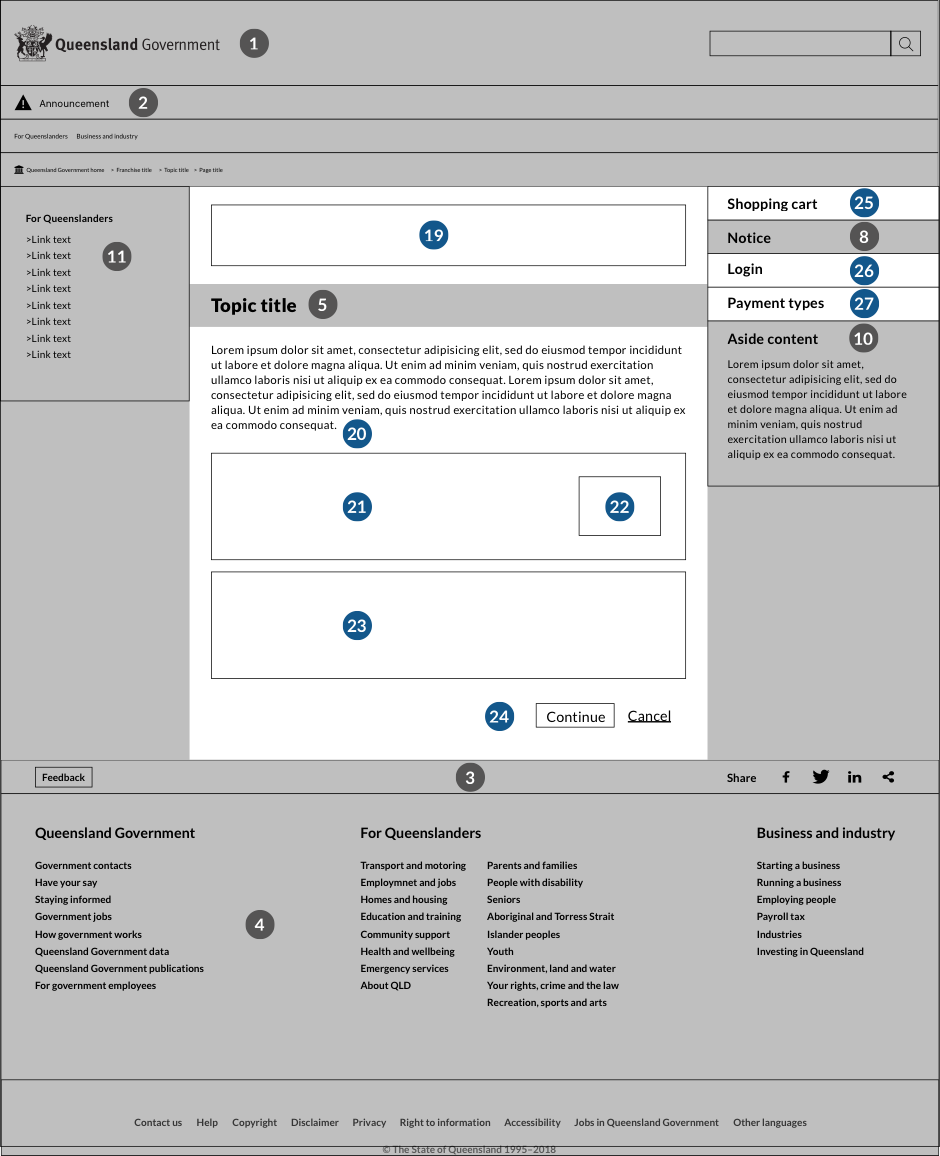 Queensland Government
1
Announcement
2
For Queenslanders Business and industry
Queensland Government home > Franchise title > Topic title > Page title
For Queenslanders
>Link text
>Link text
>Link text
>Link text
>Link text
>Link text
>Link text
>Link text
11
19
Topic title
5
Lorem ipsum dolor sit amet, consectetur adipisicing elit, sed do eiusmod tempor incididunt
ut labore et dolore magna aliqua. Ut enim ad minim veniam, quis nostrud exercitation
ullamco laboris nisi ut aliquip ex ea commodo consequat. Lorem ipsum dolor sit amet,
consectetur adipisicing elit, sed do eiusmod tempor incididunt ut labore et dolore magna
aliqua. Ut enim ad minim veniam, quis nostrud exercitation ullamco laboris nisi ut aliquip ex
ea commodo consequat.
20
21
22
23
24
Continue
Cancel
Shopping cart 25
Notice 8
Login 26
Payment types 27
Aside content 10
Lorem ipsum dolor sit amet,
consectetur adipisicing elit, sed do
eiusmod tempor incididunt ut labore
et dolore magna aliqua. Ut enim ad
minim veniam, quis nostrud
exercitation ullamco laboris nisi ut
aliquip ex ea commodo consequat.
Feedback
3
Share
Queensland Government
Government contacts
Have your say
Staying informed
Government jobs
How government works
Queensland Government data
Queensland Government publications
For government employees
4
For Queenslanders
Transport and motoring
Employmnet and jobs
Homes and housing
Education and training
Community support
Health and wellbeing
Emergency services
About QLD
Parents and families
People with disability
Seniors
Aboriginal and Torress Strait
Islander peoples
Youth
Environment, land and water
Your rights, crime and the law
Recreation, sports and arts
Business and industry
Starting a business
Running a business
Employing people
Payroll tax
Industries
Investing in Queensland
Contact us Help Copyright Disclaimer Privacy Right to information Accessibility Jobs in Queensland Government Other languages
© The State of Queensland 1995–2018